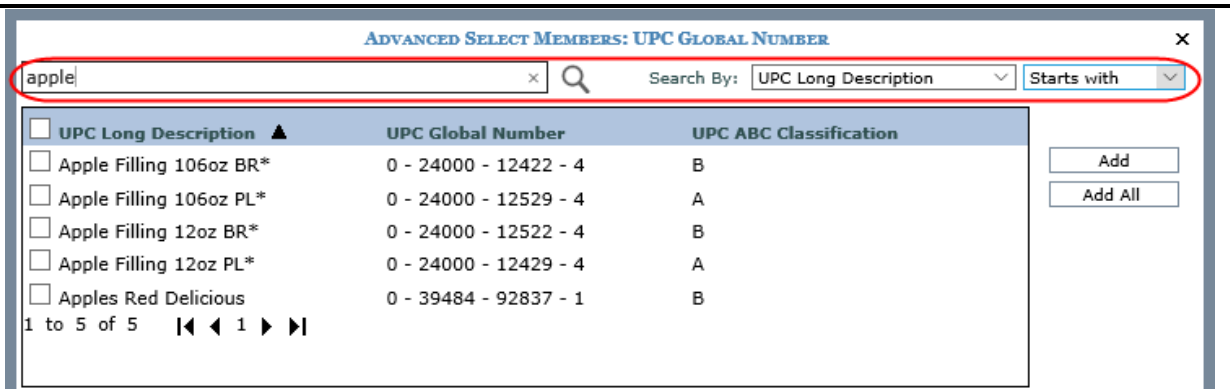 ADVANCED SELECT MEMBERS: UPC GLOBAL NUMBER
apple Search By: UPC Long Description Starts with
UPC Long Description UPC Global Number UPC ABC Classification
Apple Filling 106oz BR* 0 - 24000 - 12422 - 4 B
Apple Filling 106oz PL* 0 - 24000 - 12529 - 4 A
Apple Filling 12oz BR* 0 - 24000 - 12522 - 4 B
Apple Filling 12oz PL* 0 - 24000 - 12429 - 4 A
Apples Red Delicious 0 - 39484 - 92837 - 1 B
1 to 5 of 5 1
Add
Add All